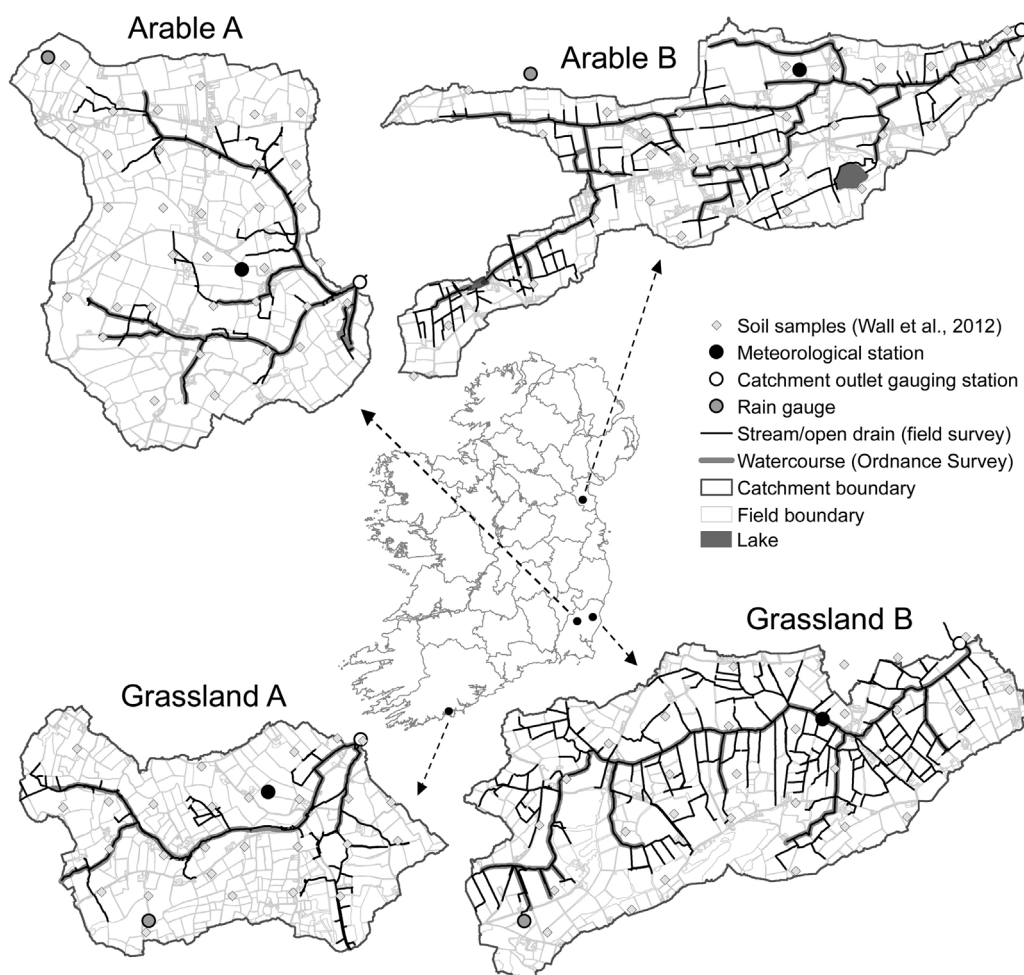 Arable A
Arable B
Soil samples (Wall et al., 2012)
Meteorological station
Catchment outlet gauging station
Rain gauge
Stream/open drain (field survey)
Watercourse (Ordnance Survey)
Catchment boundary
Field boundary
Lake
Grassland B
Grassland A